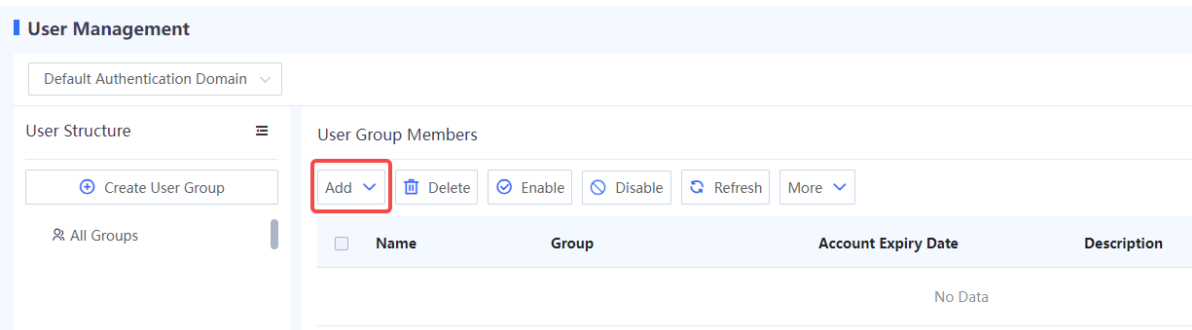 User Management
Default Authentication Domain
User Structure
Create User Group
All Groups
User Group Members
Add Delete Enable Disable Refresh More
Name Group Account Expiry Date Description
No Data